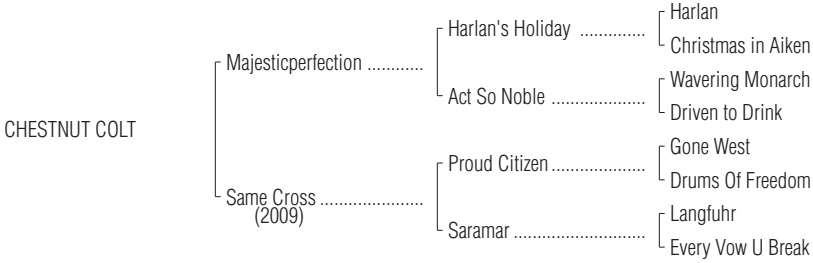 Harlan
Harlan's Holiday ..............
Christmas in Aiken
Majesticperfection ............
Wavering Monarch
Act So Noble ....................
Driven to Drink
CHESTNUT COLT
Gone West
Proud Citizen ....................
Drums Of Freedom
Same Cross ......................
(2009)
Langfuhr
Saramar ............................
Every Vow U Break